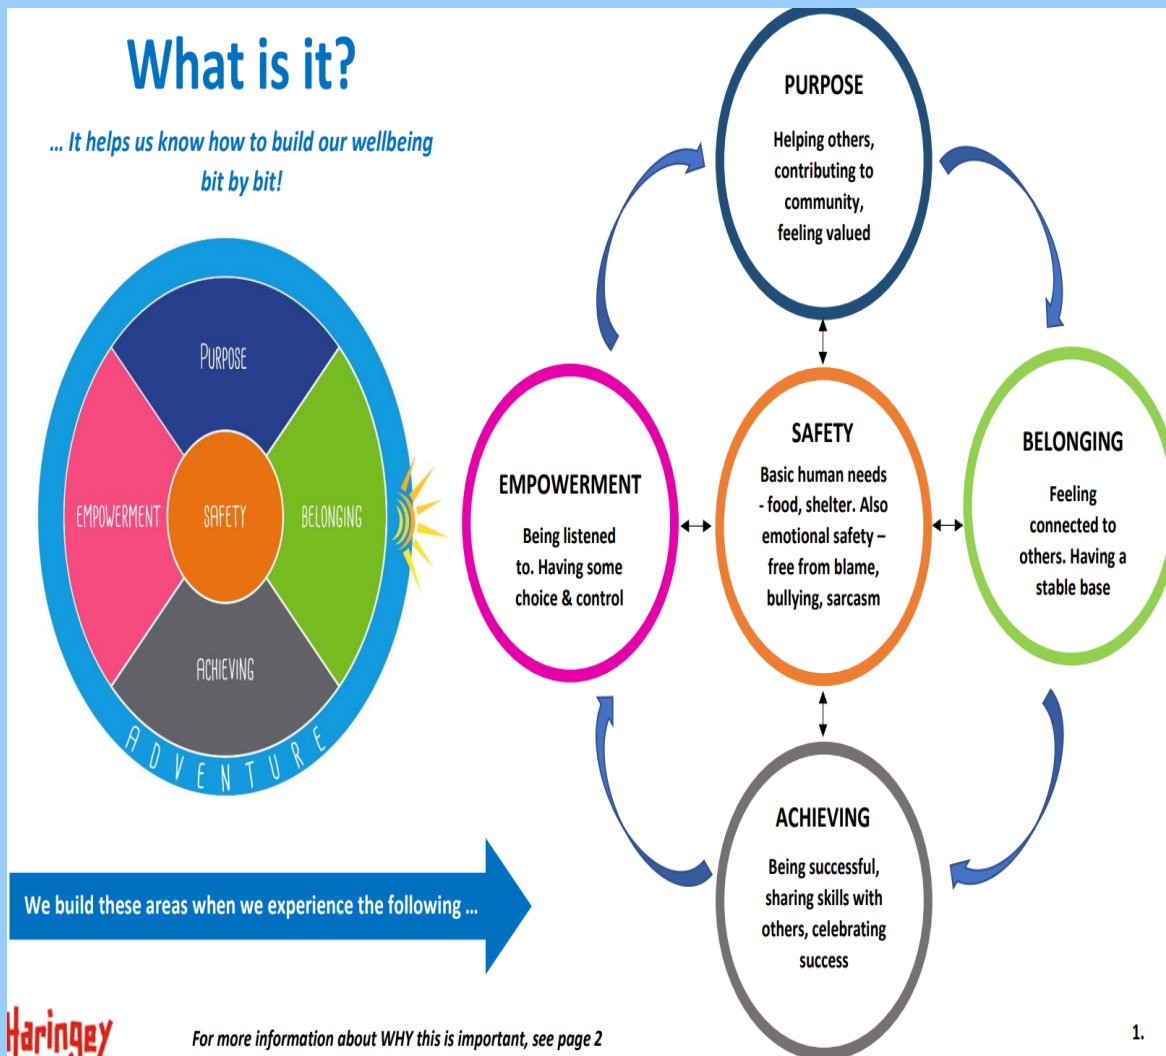 What is it?
... It helps us know how to build our wellbeing
bit by bit!
PURPOSE
EMPOWERMENT
SAFETY
BELONGING
ACHIEVING
ADVENTURE
We build these areas when we experience the following ...
PURPOSE
Helping others,
contributing to
community,
feeling valued
EMPOWERMENT
Being listened
to. Having some
choice & control
SAFETY
Basic human needs
- food, shelter. Also
emotional safety –
free from blame,
bullying, sarcasm
BELONGING
Feeling
connected to
others. Having a
stable base
ACHIEVING
Being successful,
sharing skills with
others, celebrating
success
Haringey
For more information about WHY this is important, see page 2
1.